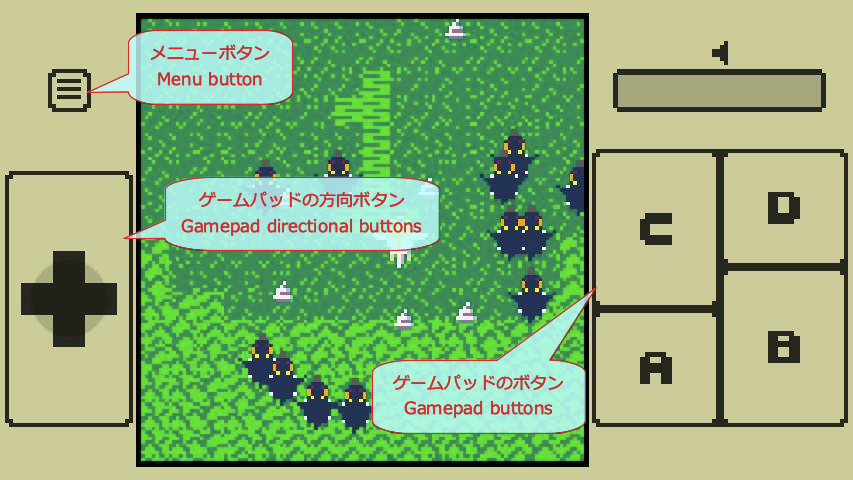 メニューボタン
Menu button
ゲームパッドの方向ボタン
Gamepad directional buttons
ゲームパッドのボタン
Gamepad buttons
C
D
A
B